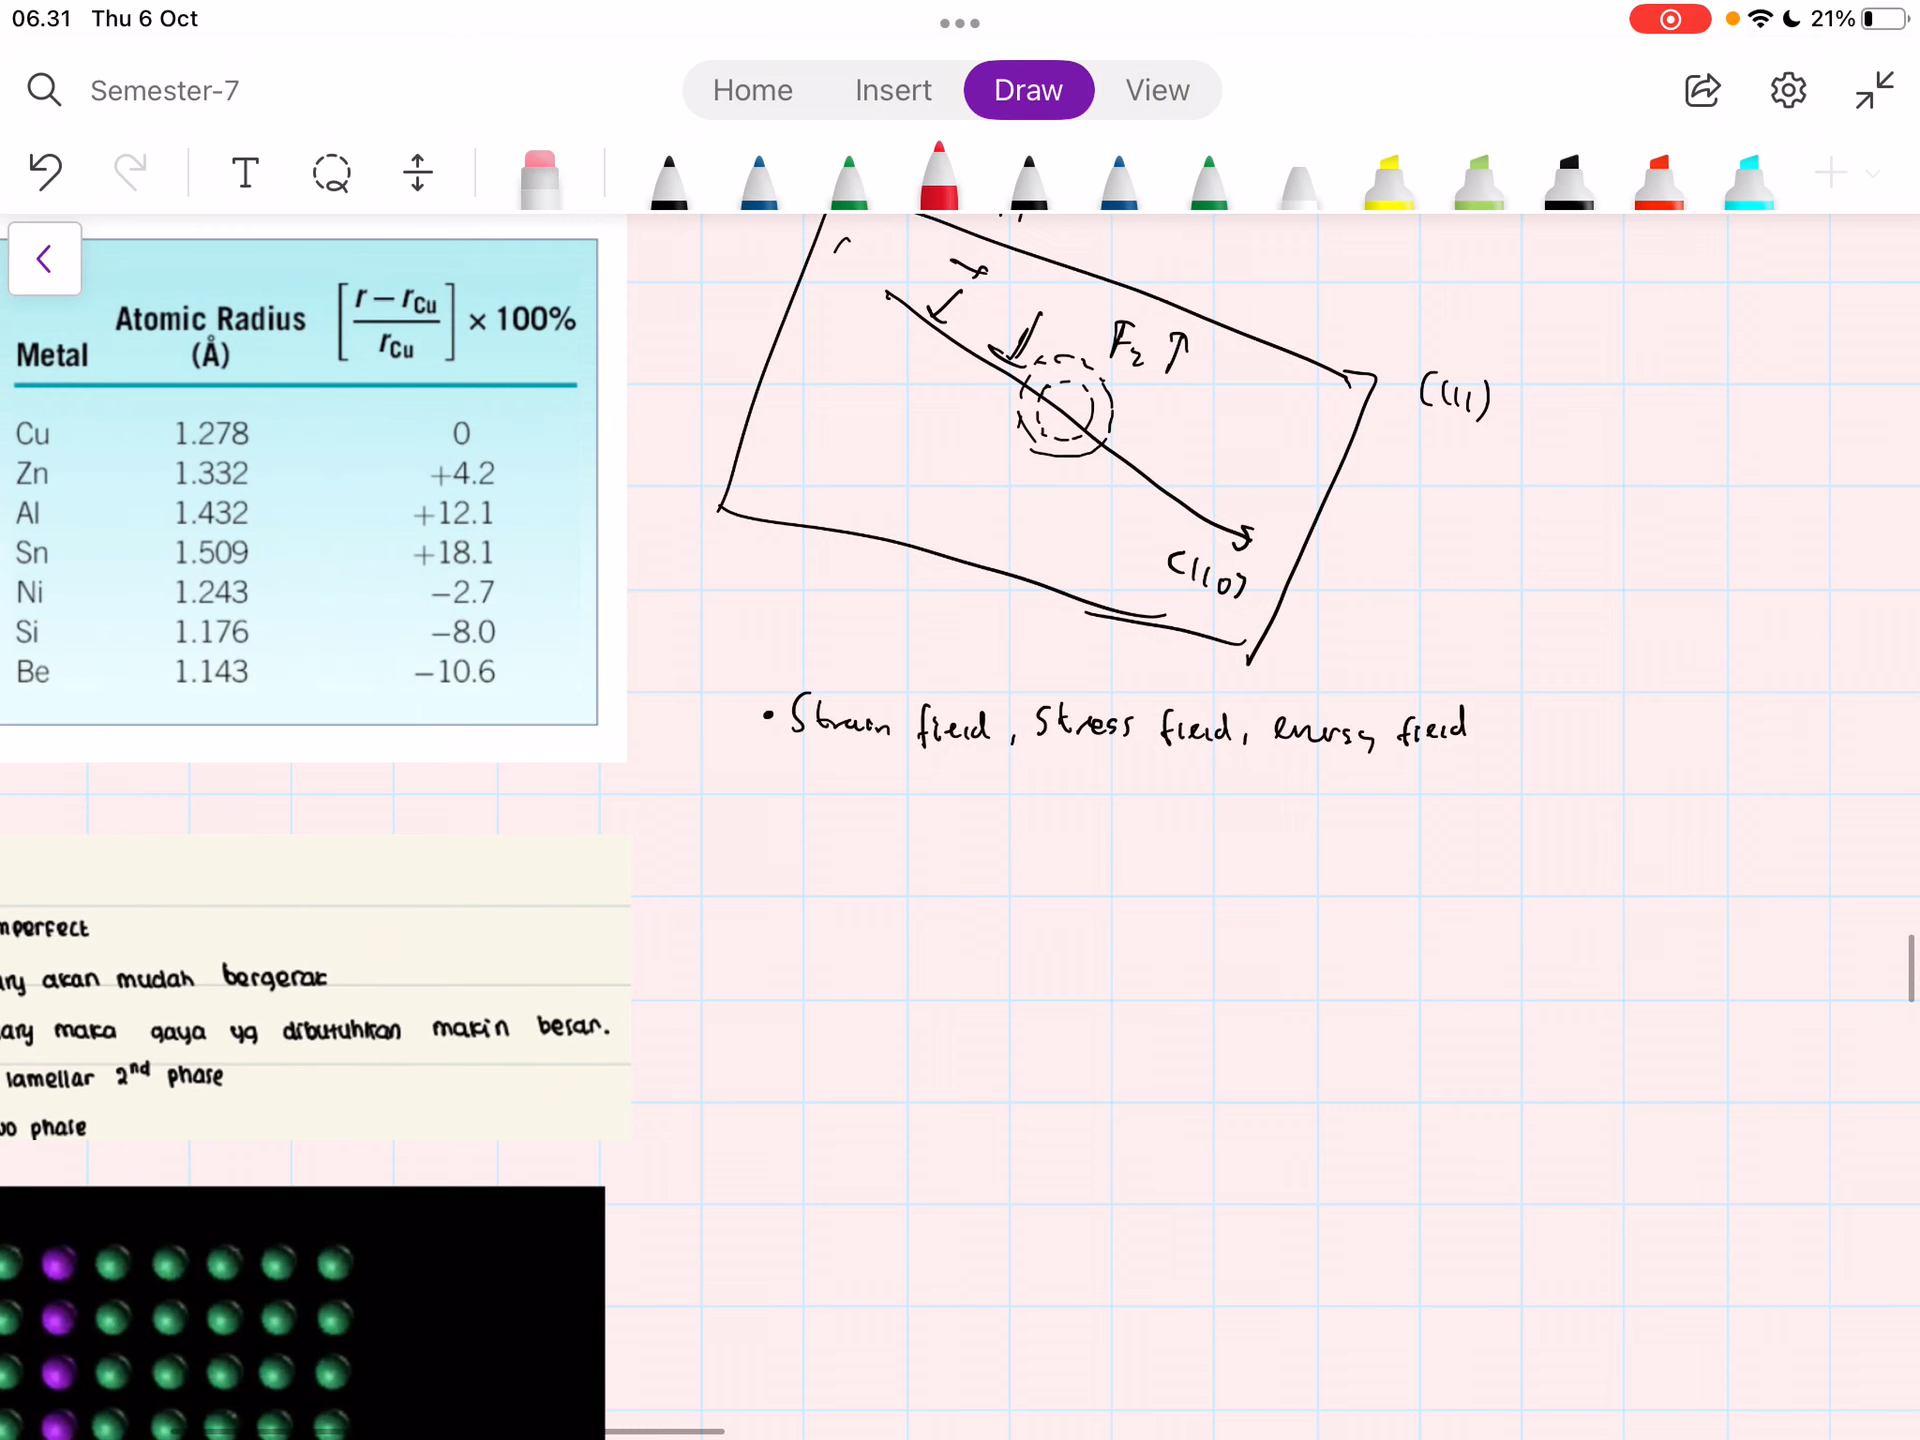 06.31 Thu 6 Oct
21%
Semester-7
Home Insert Draw View
T
Metal Atomic Radius (Å) [r − rCu / rCu] × 100%
Cu 1.278 0
Zn 1.332 +4.2
Al 1.432 +12.1
Sn 1.509 +18.1
Ni 1.243 −2.7
Si 1.176 −8.0
Be 1.143 −10.6
F₂ ↑
(111)
<110>
• Strain field, Stress field, energy field
mperfect
ary akan mudah bergerak
ary maka gaya yg dibutuhkan makin besar.
lamellar 2nd phase
wo phase